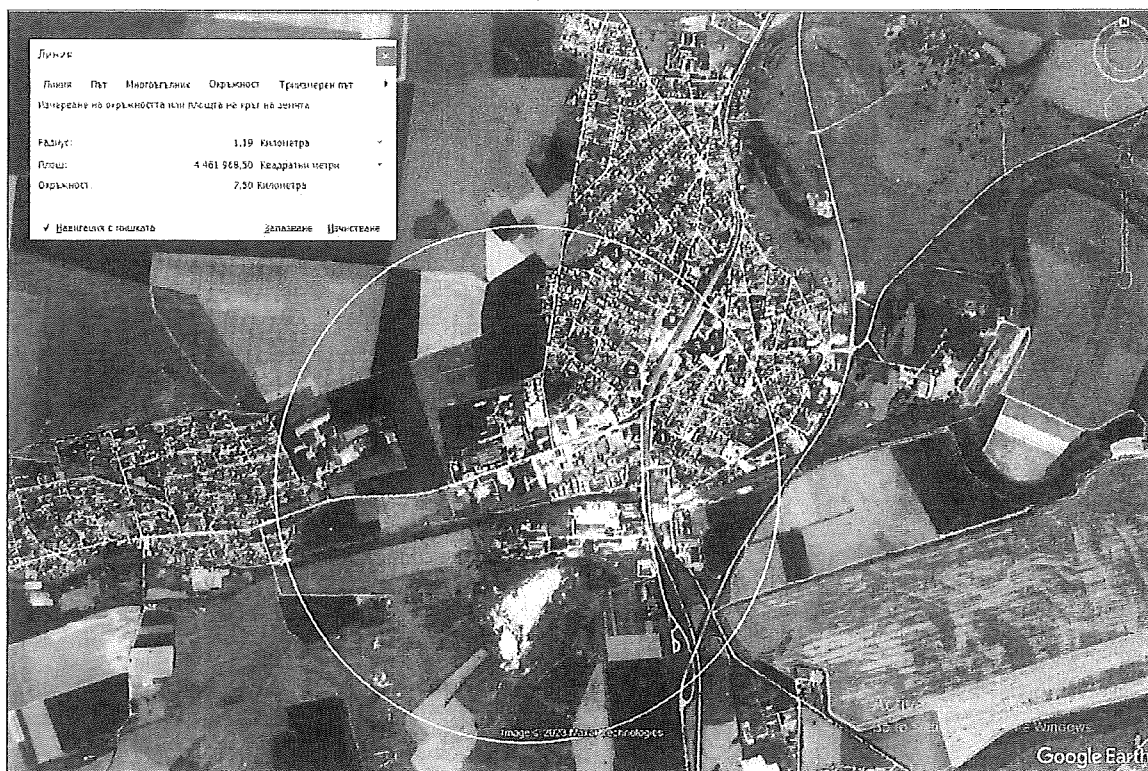 Линия
Линия Път Многоъгълник Окръжност Триизмерен път
Измерване на окръжността или площта на кръг на земята
Радиус: 1,19 Километра
Площ: 4 461 968,50 Квадратни метри
Окръжност: 7,50 Километра
✓ Навигация с мишката Запазване Изчистване
N
Image © 2023 Maxar Technologies
Windows
Google Earth